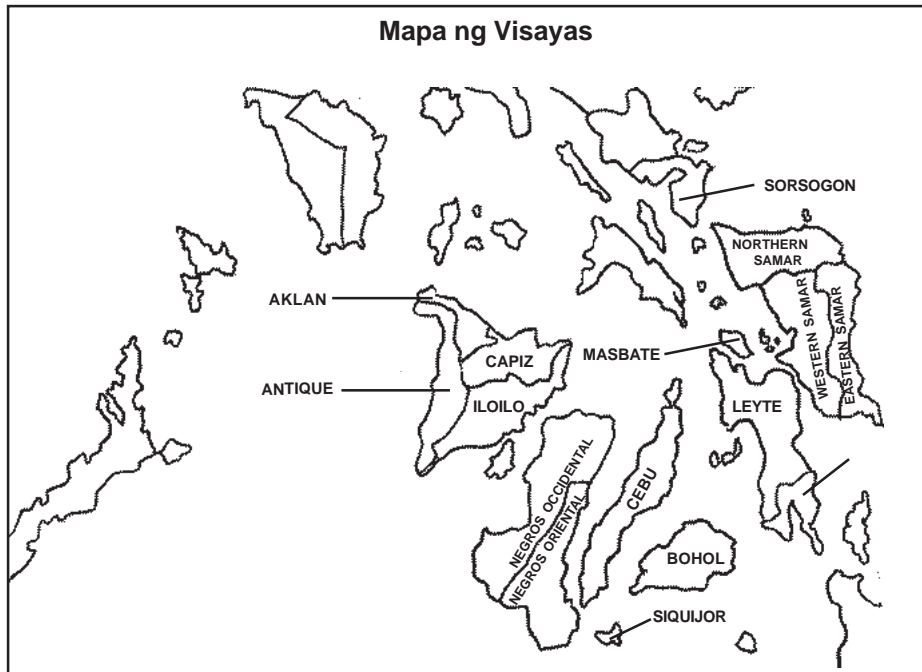 Mapa ng Visayas
SORSOGON
NORTHERN
SAMAR
AKLAN
WESTERN SAMAR
EASTERN SAMAR
MASBATE
CAPIZ
ANTIQUE
ILOILO
LEYTE
NEGROS OCCIDENTAL
NEGROS ORIENTAL
CEBU
BOHOL
SIQUIJOR